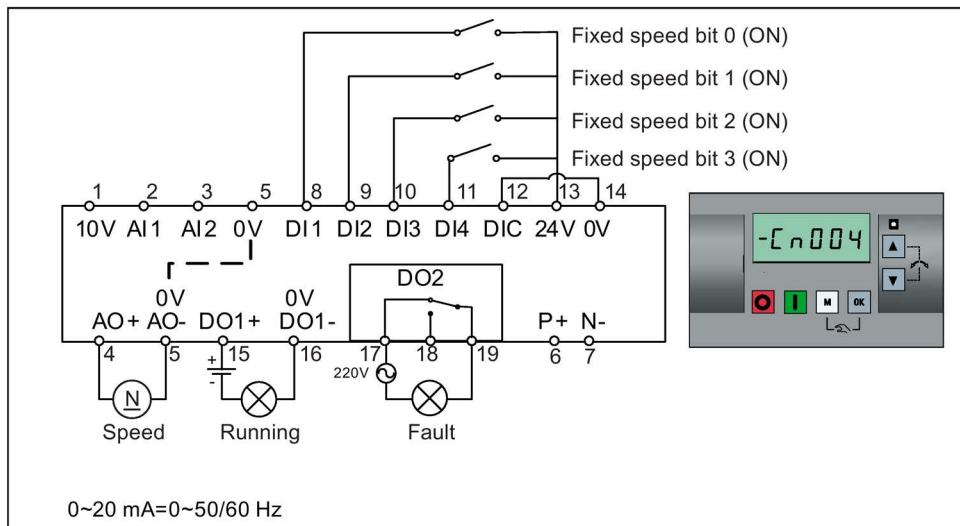 Fixed speed bit 0 (ON)
Fixed speed bit 1 (ON)
Fixed speed bit 2 (ON)
Fixed speed bit 3 (ON)
1 2 3 5 8 9 10 11 12 13 14
10V AI1 AI2 0V DI1 DI2 DI3 DI4 DIC 24V 0V
-Cn004
0V 0V DO2
AO+ AO- DO1+ DO1- P+ N-
M OK
4 5 15 16 17 18 19 6 7
+
-
220V
N
Speed Running Fault
0~20 mA=0~50/60 Hz